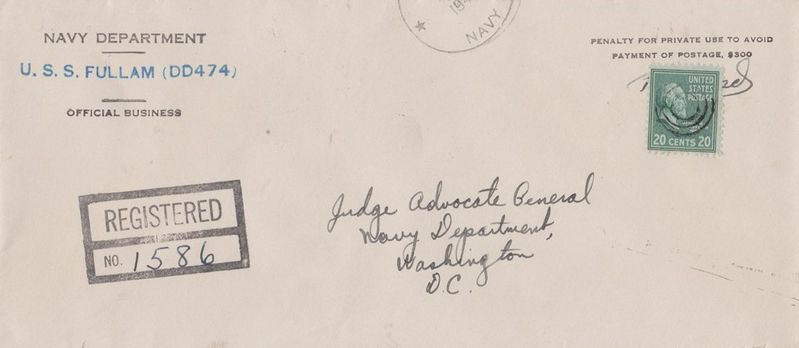 NAVY DEPARTMENT
U. S. S. FULLAM (DD474)
OFFICIAL BUSINESS
NAVY
PENALTY FOR PRIVATE USE TO AVOID
PAYMENT OF POSTAGE, $300
UNITED
STATES
POSTAGE
20 CENTS 20
REGISTERED
NO. 1586
Judge Advocate General
Navy Department,
Washington
D.C.